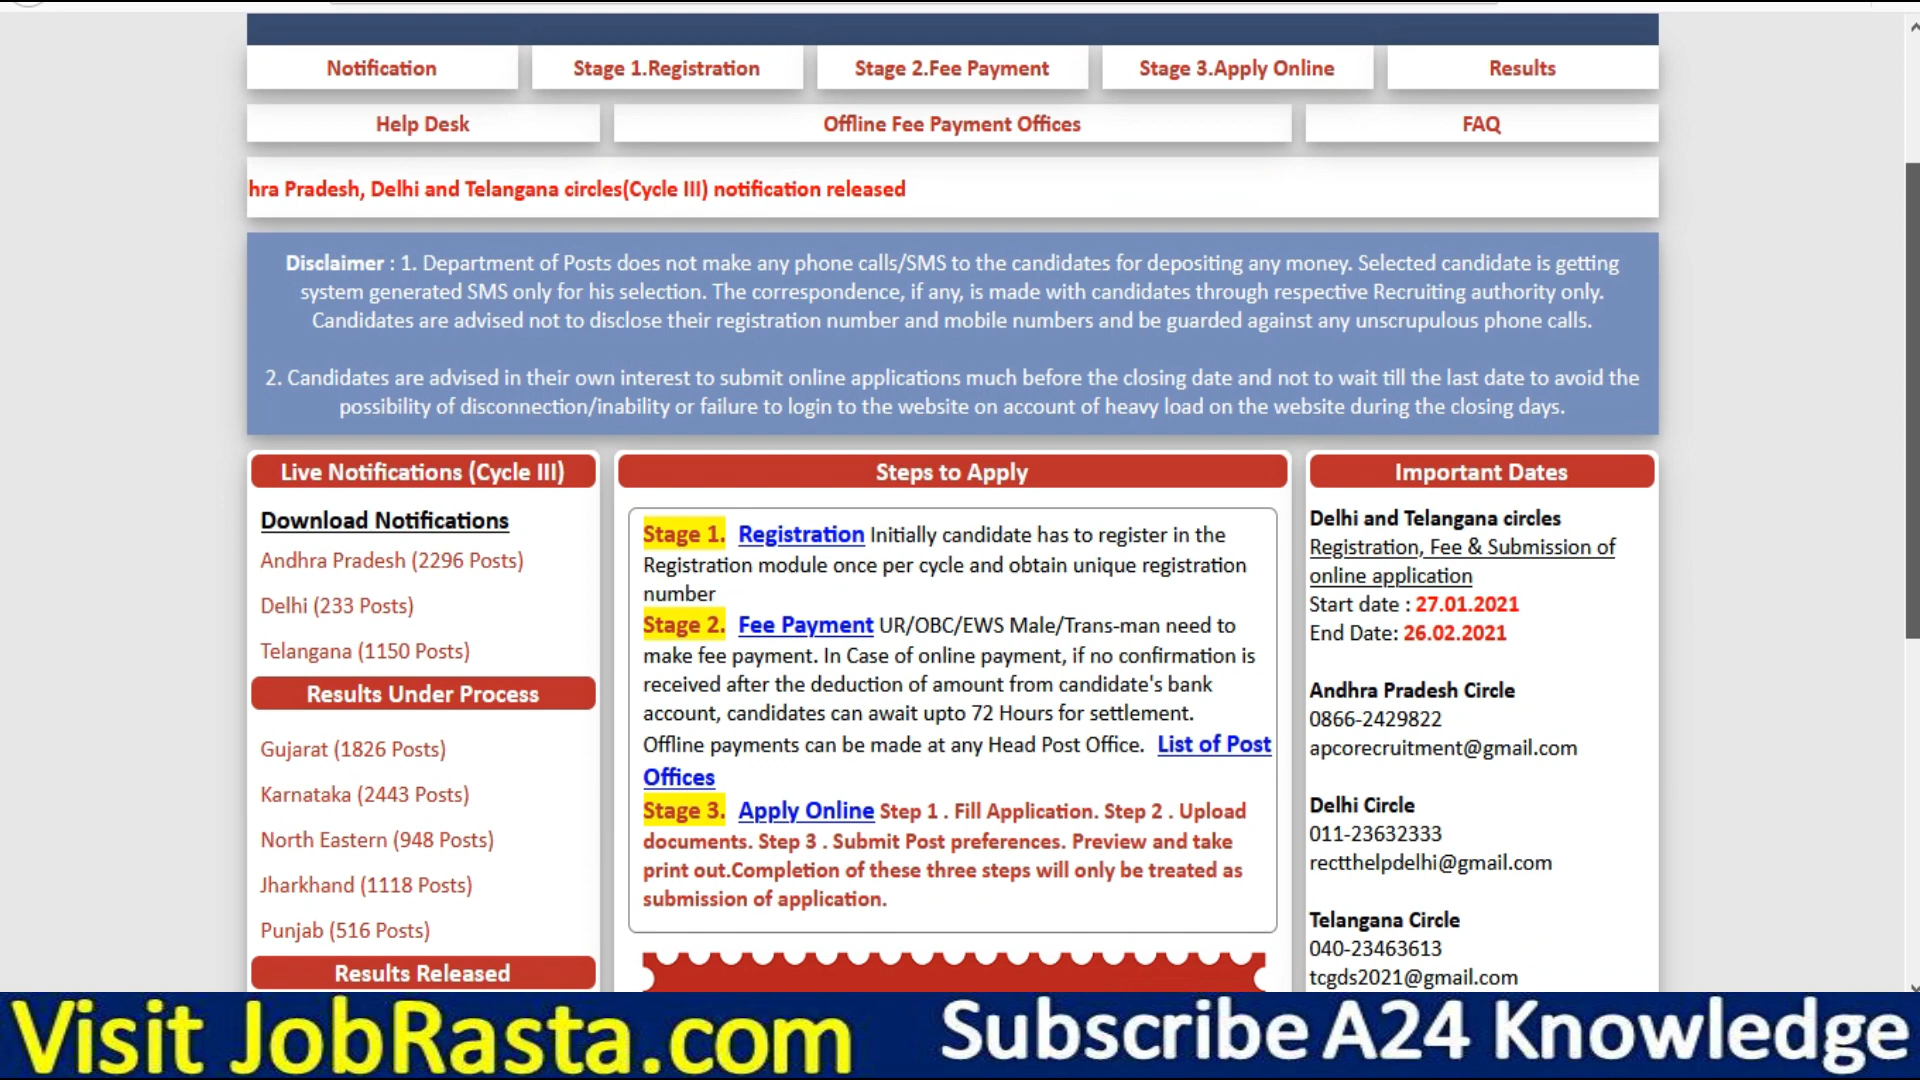 Notification
Stage 1.Registration
Stage 2.Fee Payment
Stage 3.Apply Online
Results
Help Desk
Offline Fee Payment Offices
FAQ
hra Pradesh, Delhi and Telangana circles(Cycle III) notification released
Disclaimer : 1. Department of Posts does not make any phone calls/SMS to the candidates for depositing any money. Selected candidate is getting
system generated SMS only for his selection. The correspondence, if any, is made with candidates through respective Recruiting authority only.
Candidates are advised not to disclose their registration number and mobile numbers and be guarded against any unscrupulous phone calls.
2. Candidates are advised in their own interest to submit online applications much before the closing date and not to wait till the last date to avoid the
possibility of disconnection/inability or failure to login to the website on account of heavy load on the website during the closing days.
Live Notifications (Cycle III)
Download Notifications
Andhra Pradesh (2296 Posts)
Delhi (233 Posts)
Telangana (1150 Posts)
Results Under Process
Gujarat (1826 Posts)
Karnataka (2443 Posts)
North Eastern (948 Posts)
Jharkhand (1118 Posts)
Punjab (516 Posts)
Results Released
Steps to Apply
Stage 1. Registration Initially candidate has to register in the
Registration module once per cycle and obtain unique registration
number
Stage 2. Fee Payment UR/OBC/EWS Male/Trans-man need to
make fee payment. In Case of online payment, if no confirmation is
received after the deduction of amount from candidate's bank
account, candidates can await upto 72 Hours for settlement.
Offline payments can be made at any Head Post Office. List of Post
Offices
Stage 3. Apply Online Step 1 . Fill Application. Step 2 . Upload
documents. Step 3 . Submit Post preferences. Preview and take
print out.Completion of these three steps will only be treated as
submission of application.
Important Dates
Delhi and Telangana circles
Registration, Fee & Submission of
online application
Start date : 27.01.2021
End Date: 26.02.2021
Andhra Pradesh Circle
0866-2429822
apcorecruitment@gmail.com
Delhi Circle
011-23632333
rectthelpdelhi@gmail.com
Telangana Circle
040-23463613
tcgds2021@gmail.com
Visit JobRasta.com
Subscribe A24 Knowledge